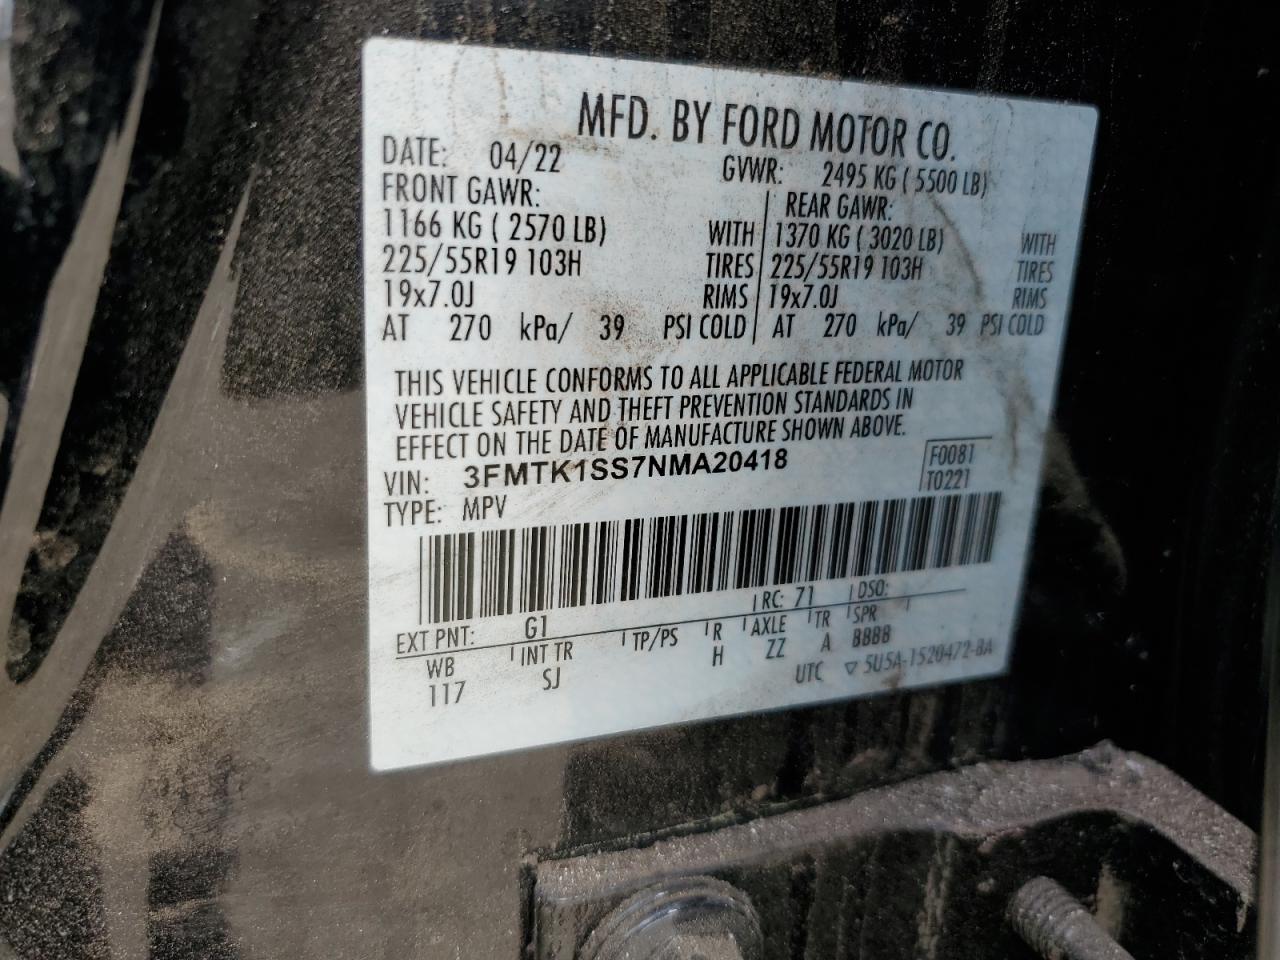 MFD. BY FORD MOTOR CO.
DATE: 04/22 GVWR: 2495 KG ( 5500 LB)
FRONT GAWR: REAR GAWR:
1166 KG ( 2570 LB) WITH 1370 KG ( 3020 LB) WITH
225/55R19 103H TIRES 225/55R19 103H TIRES
19x7.0J RIMS 19x7.0J RIMS
AT 270 kPa/ 39 PSI COLD AT 270 kPa/ 39 PSI COLD
THIS VEHICLE CONFORMS TO ALL APPLICABLE FEDERAL MOTOR
VEHICLE SAFETY AND THEFT PREVENTION STANDARDS IN
EFFECT ON THE DATE OF MANUFACTURE SHOWN ABOVE.
VIN: 3FMTK1SS7NMA20418 F0081
TYPE: MPV T0221
EXT PNT: G1 RC: 71 DSO:
WB INT TR TP/PS R AXLE TR SPR
117 SJ H ZZ A BBBB
UTC ▽ 5U5A-1520472-BA